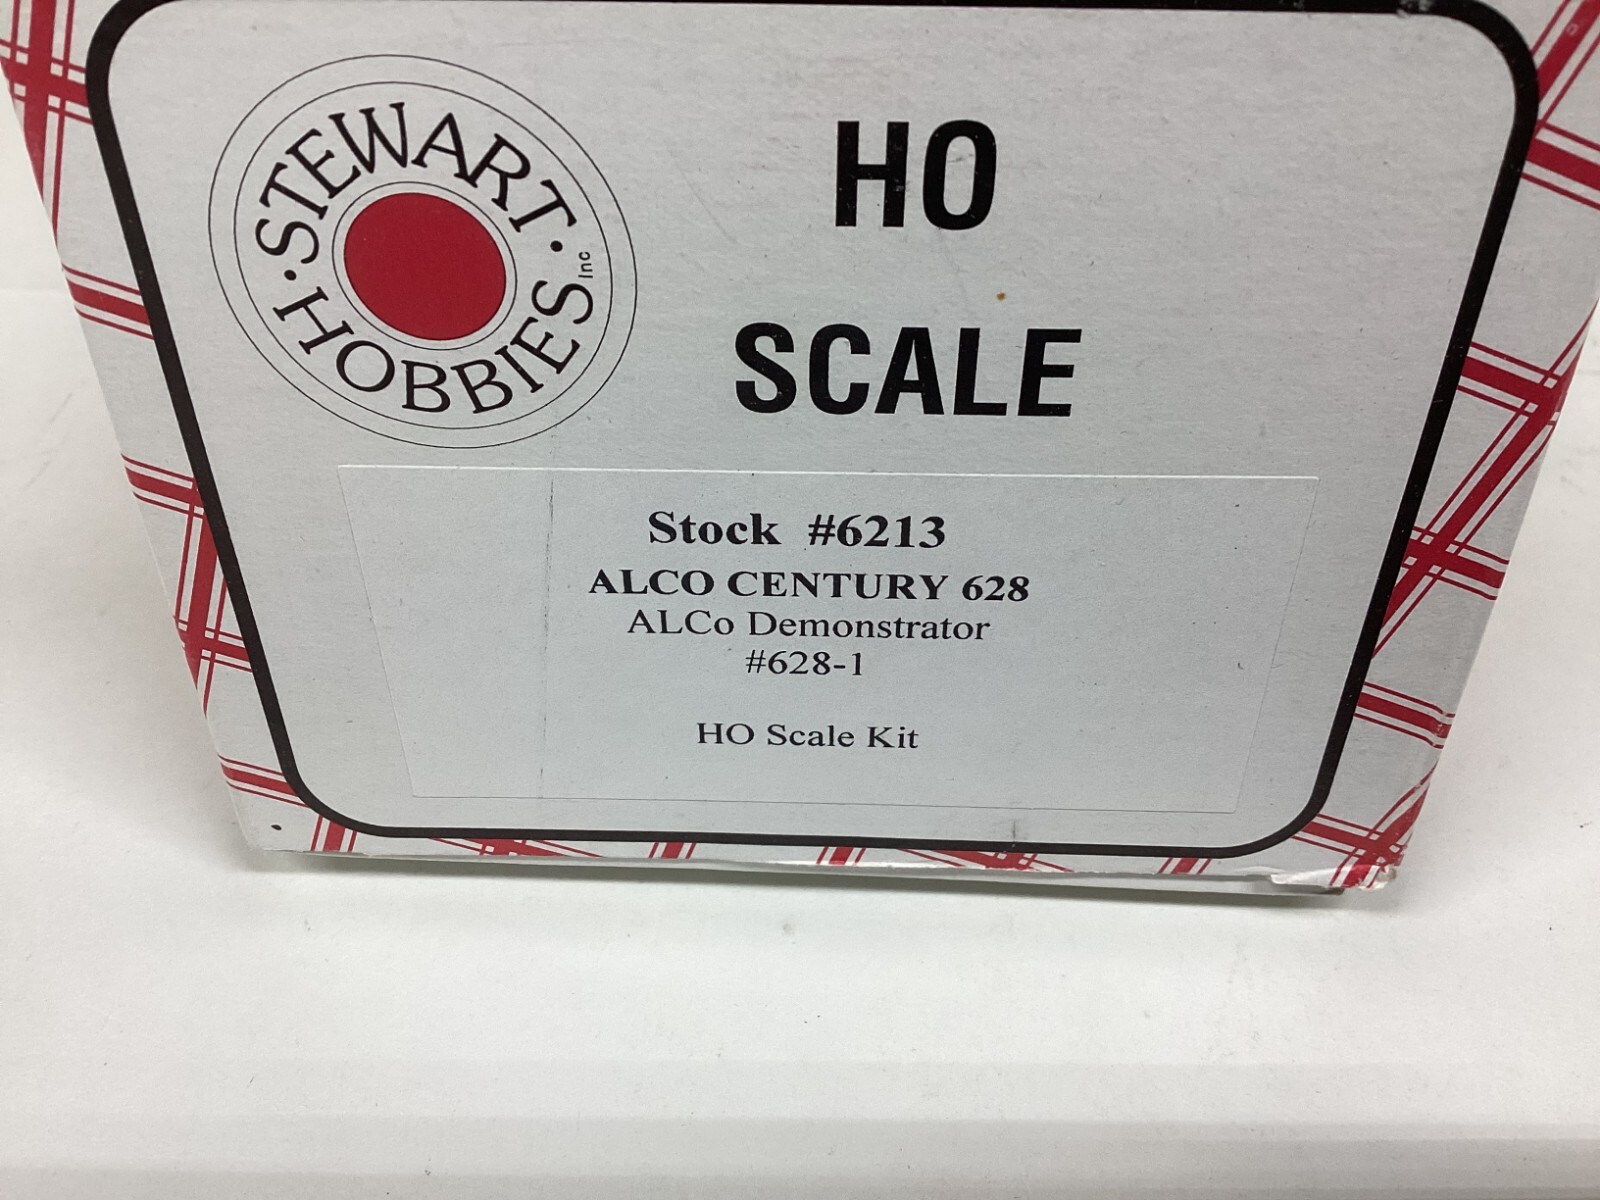 STEWART
HOBBIES Inc
HO
SCALE
Stock #6213
ALCO CENTURY 628
ALCo Demonstrator
#628-1
HO Scale Kit